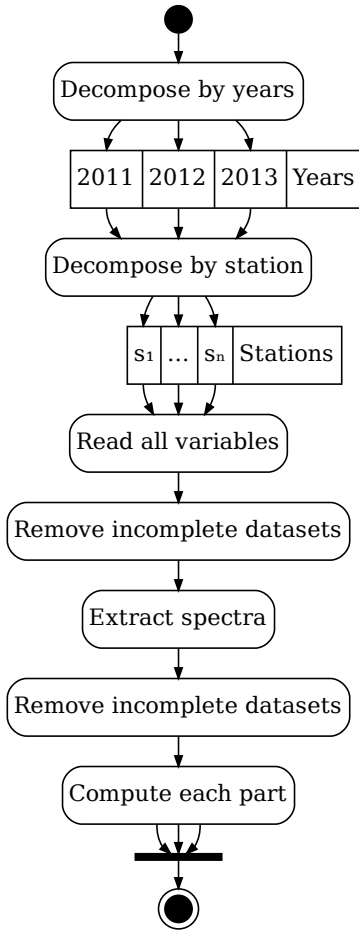 Decompose by years
2011 2012 2013 Years
Decompose by station
s₁ ... sₙ Stations
Read all variables
Remove incomplete datasets
Extract spectra
Remove incomplete datasets
Compute each part